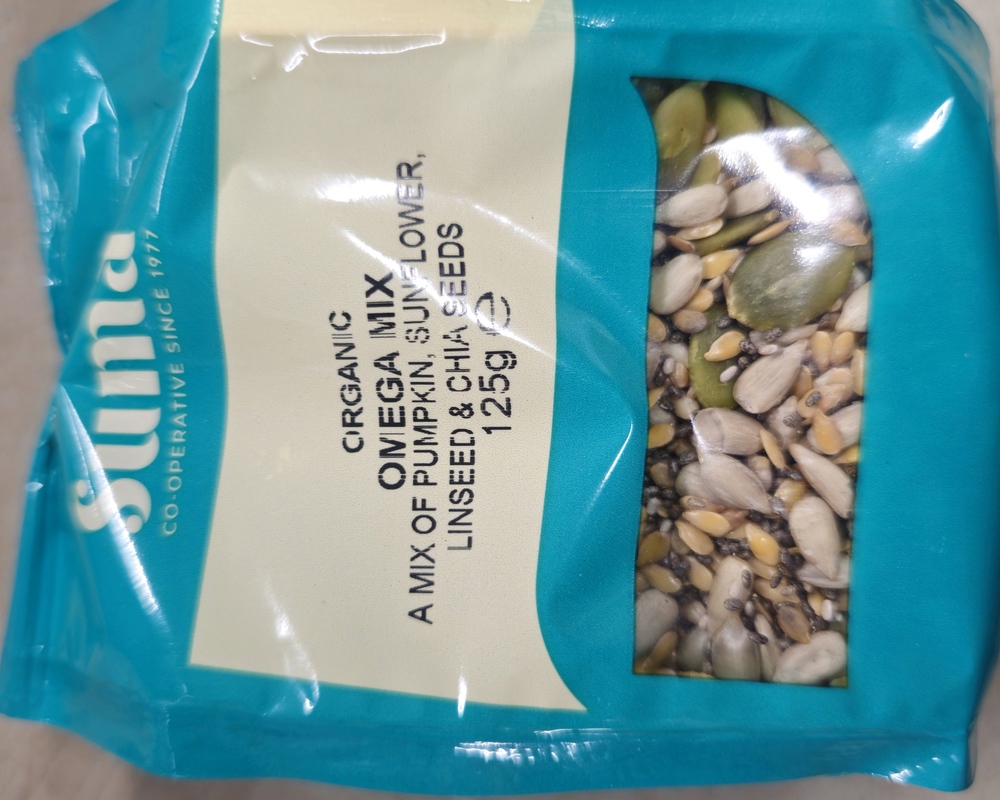 suma
CO-OPERATIVE SINCE 1977
ORGANIC
OMEGA MIX
A MIX OF PUMPKIN, SUNFLOWER,
LINSEED & CHIA SEEDS
125g ℮